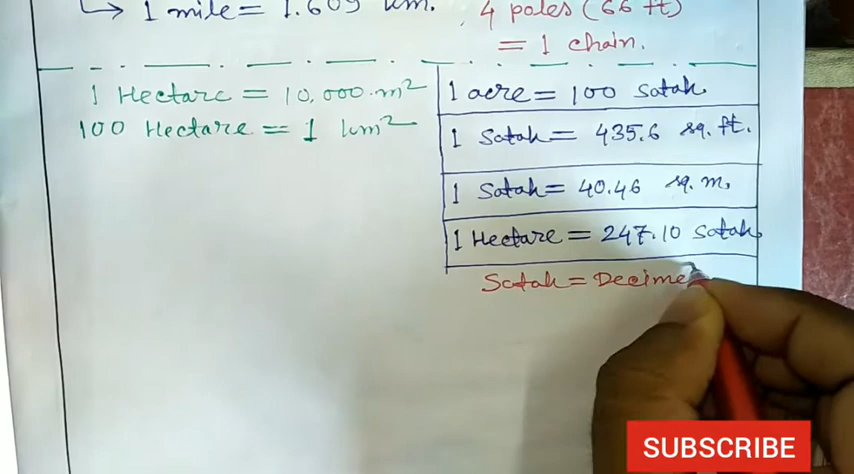 ↳ 1 mile = 1.609 km.
4 poles (66 ft)
= 1 chain.
1 Hectare = 10,000 m²
100 Hectare = 1 km²
1 acre = 100 Satak
1 Satak = 435.6 sq. ft.
1 Satak = 40.46 sq. m.
1 Hectare = 247.10 Satak.
Satak = Decime
SUBSCRIBE